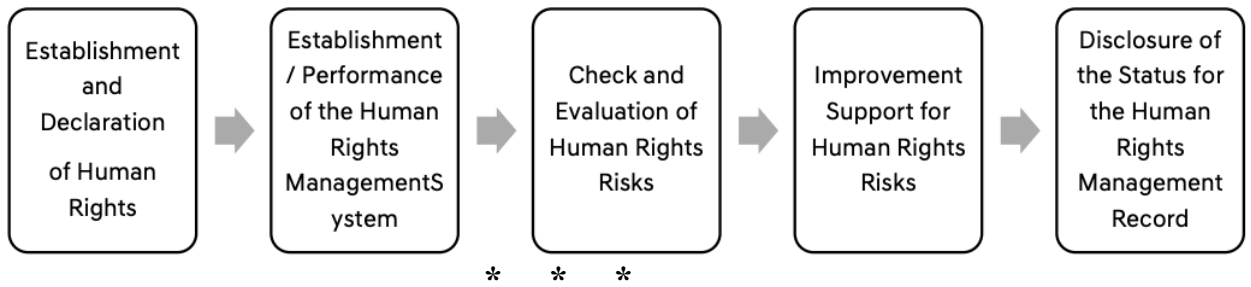 Establishment
and
Declaration
of Human
Rights
Establishment
/ Performance
of the Human
Rights
ManagementS
ystem
Check and
Evaluation of
Human Rights
Risks
Improvement
Support for
Human Rights
Risks
Disclosure of
the Status for
the Human
Rights
Management
Record
* * *